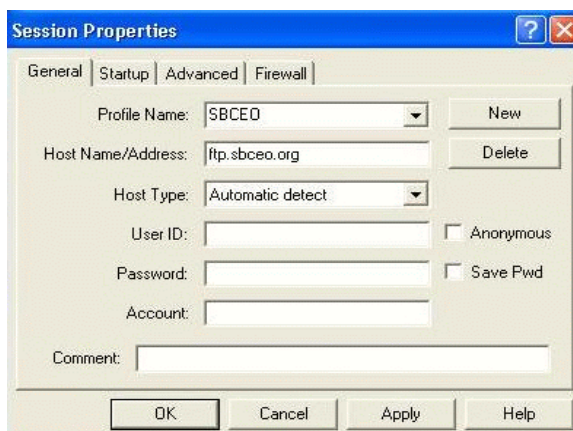 Session Properties
General Startup Advanced Firewall
Profile Name: SBCEO New
Host Name/Address: ftp.sbceo.org Delete
Host Type: Automatic detect
User ID: Anonymous
Password: Save Pwd
Account:
Comment:
OK Cancel Apply Help